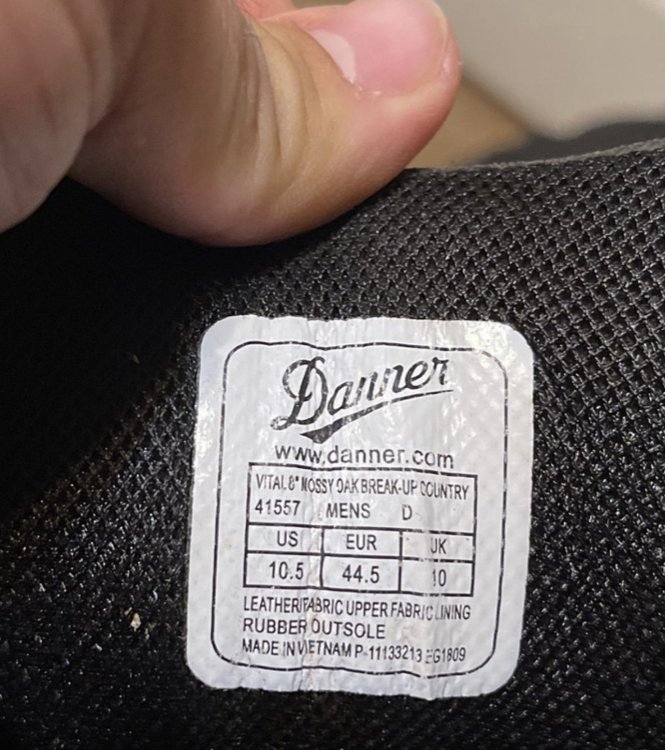 Danner
www.danner.com
VITAL 8" MOSSY OAK BREAK-UP COUNTRY
41557 MENS D
US EUR UK
10.5 44.5 10
LEATHER/FABRIC UPPER FABRIC LINING
RUBBER OUTSOLE
MADE IN VIETNAM P-11133213 EG1809